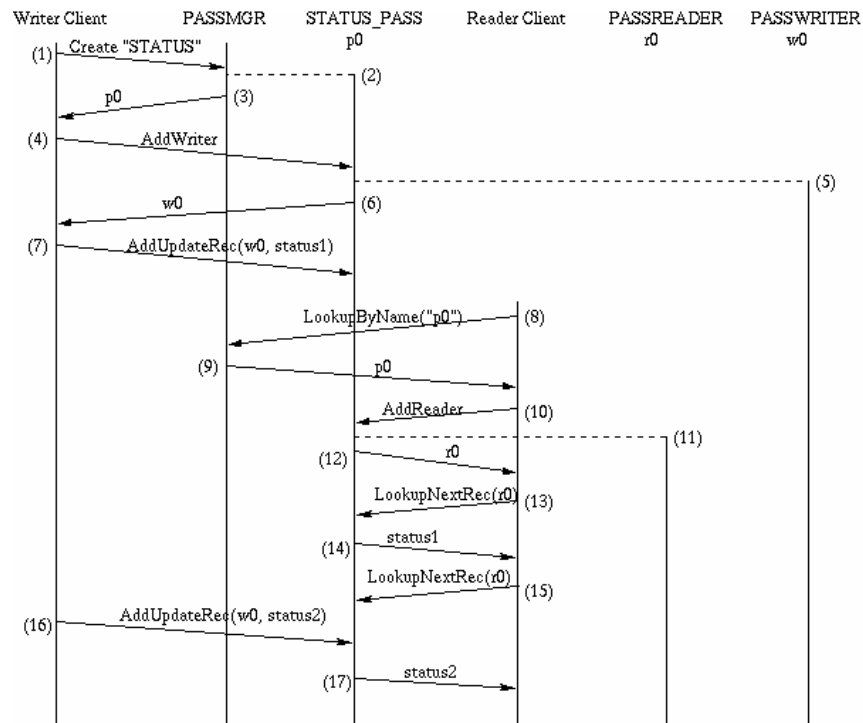 Writer Client PASSMGR STATUS_PASS Reader Client PASSREADER PASSWRITER
p0 r0 w0
(1) Create "STATUS"
(2)
p0 (3)
(4) AddWriter
(5)
w0 (6)
(7) AddUpdateRec(w0, status1)
LookupByName("p0") (8)
(9) p0
AddReader (10)
(11)
(12) r0
LookupNextRec(r0) (13)
(14) status1
LookupNextRec(r0) (15)
(16) AddUpdateRec(w0, status2)
(17) status2